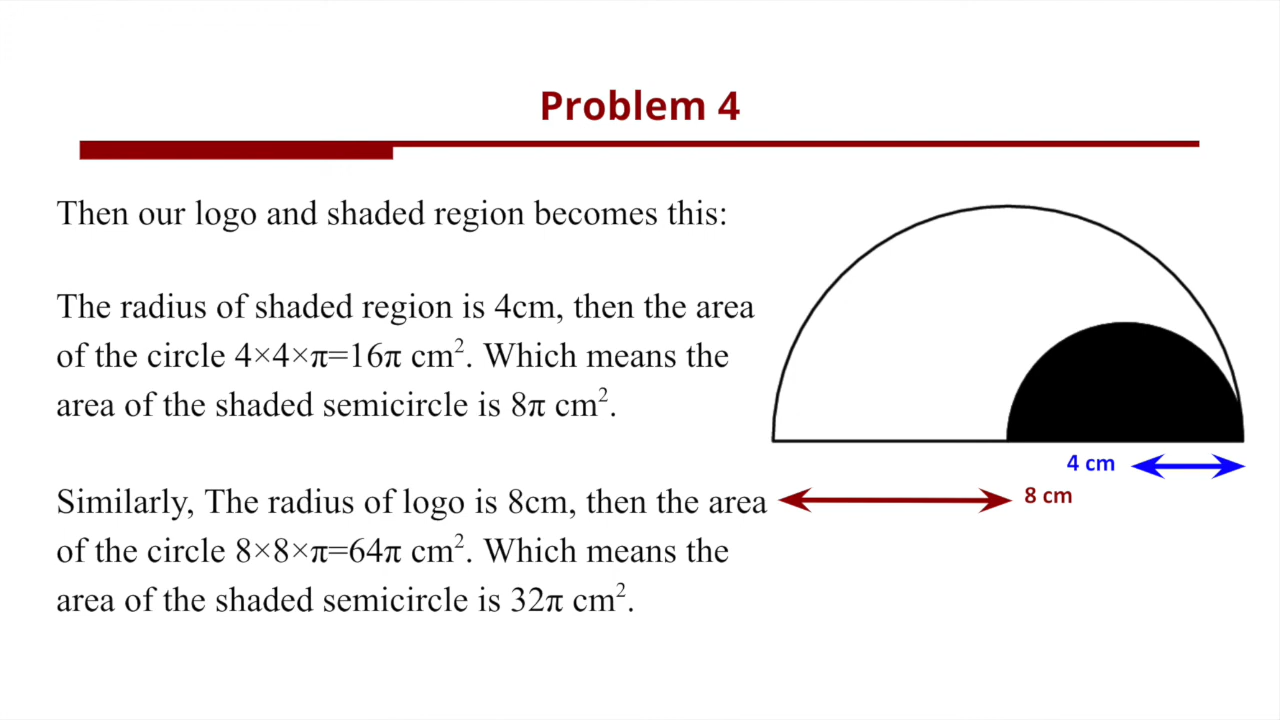 Problem 4
Then our logo and shaded region becomes this:
The radius of shaded region is 4cm, then the area
of the circle 4×4×π=16π cm². Which means the
area of the shaded semicircle is 8π cm².
4 cm
8 cm
Similarly, The radius of logo is 8cm, then the area
of the circle 8×8×π=64π cm². Which means the
area of the shaded semicircle is 32π cm².